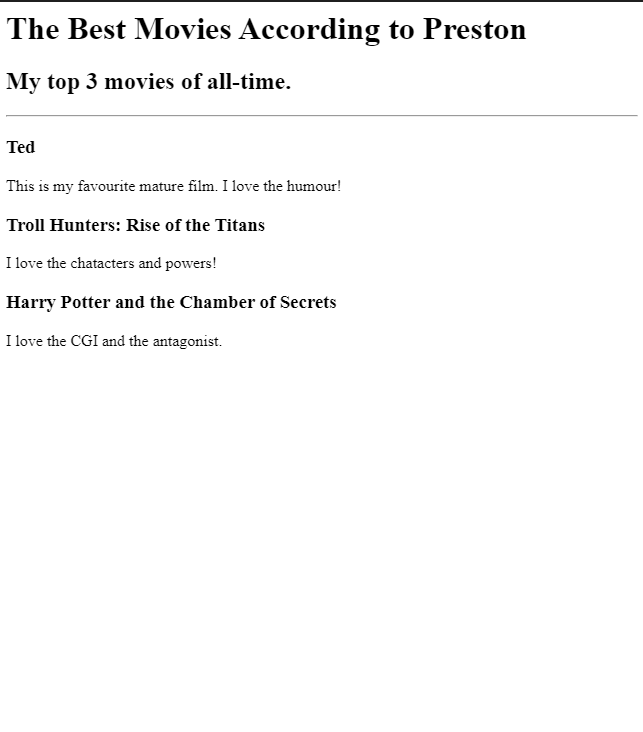 The Best Movies According to Preston
My top 3 movies of all-time.
Ted
This is my favourite mature film. I love the humour!
Troll Hunters: Rise of the Titans
I love the chatacters and powers!
Harry Potter and the Chamber of Secrets
I love the CGI and the antagonist.